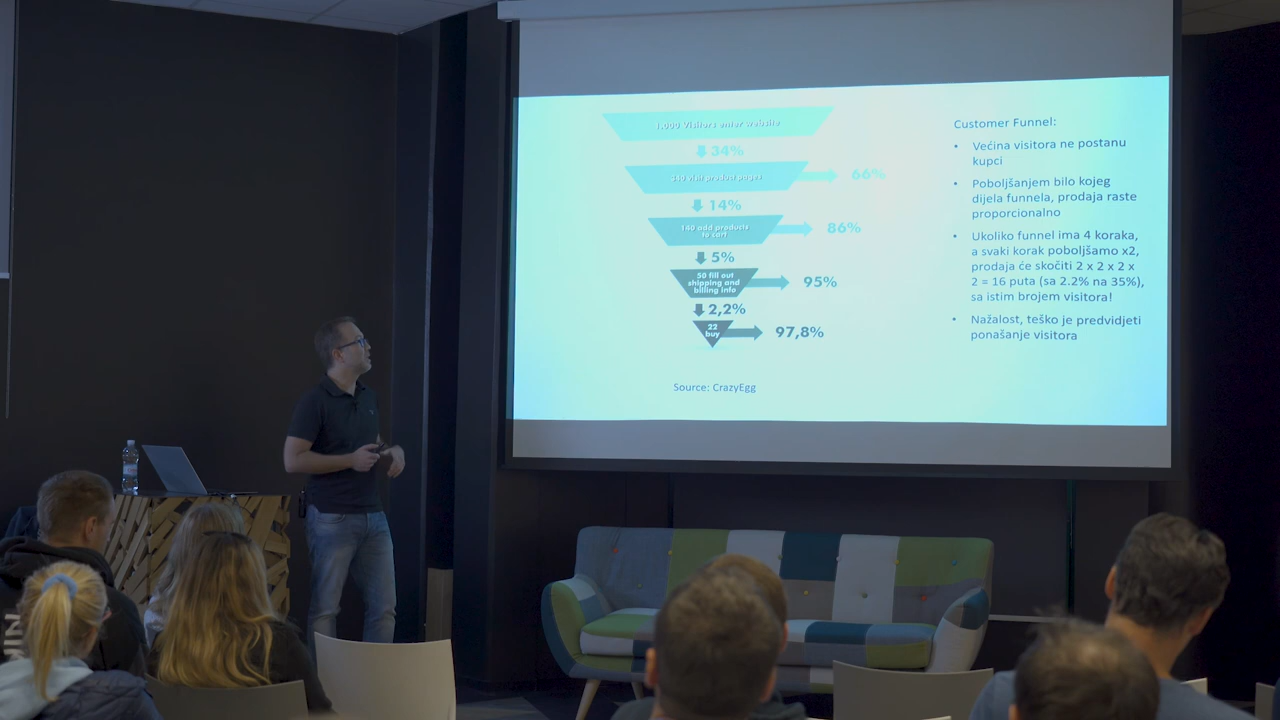 1.000 Visitors enter website
34%
340 visit product pages
66%
14%
140 add products
to cart
86%
5%
50 fill out
shipping and
billing info
95%
2,2%
22
buy
97,8%
Source: CrazyEgg
Customer Funnel:
• Većina visitora ne postanu
kupci
• Poboljšanjem bilo kojeg
dijela funnela, prodaja raste
proporcionalno
• Ukoliko funnel ima 4 koraka,
a svaki korak poboljšamo x2,
prodaja će skočiti 2 x 2 x 2 x
2 = 16 puta (sa 2.2% na 35%),
sa istim brojem visitora!
• Nažalost, teško je predvidjeti
ponašanje visitora